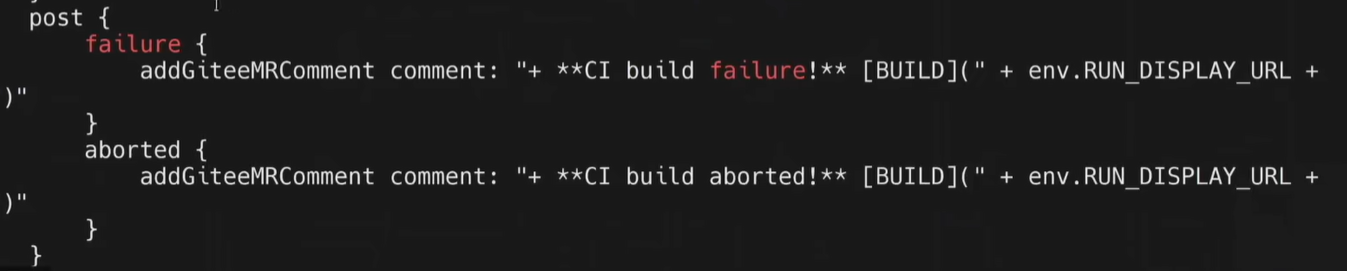 post {
failure {
addGiteeMRComment comment: "+ **CI build failure!** [BUILD](" + env.RUN_DISPLAY_URL +
)"
}
aborted {
addGiteeMRComment comment: "+ **CI build aborted!** [BUILD](" + env.RUN_DISPLAY_URL +
)"
}
}